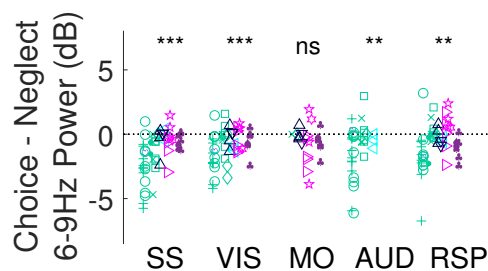 Choice - Neglect
6-9Hz Power (dB)
5
0
-5
*** *** ns ** **
SS VIS MO AUD RSP